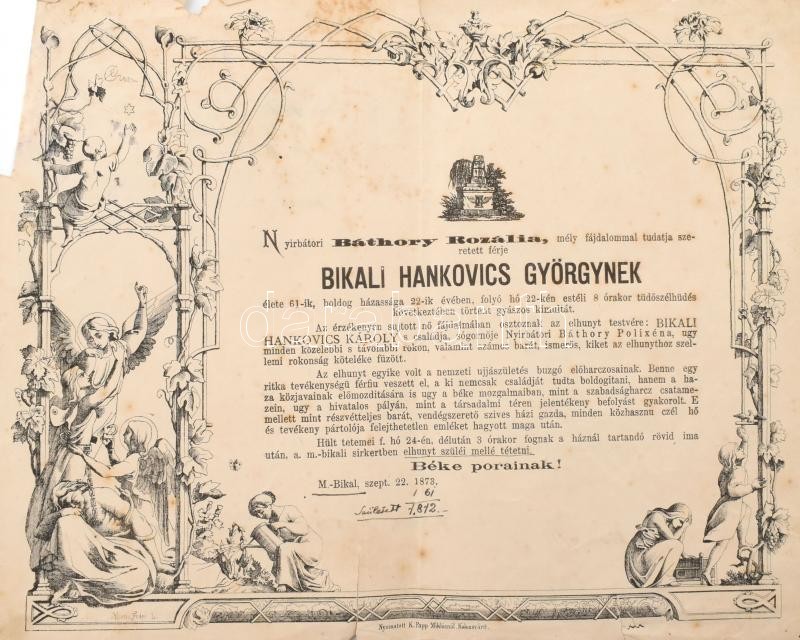 Nyirbátori Báthory Rozália, mély fájdalommal tudatja sze-
retett férje
BIKALI HANKOVICS GYÖRGYNEK
élete 61-ik, boldog házassága 22-ik évében, folyó hó 22-kén estéli 8 órakor tüdőszélhüdés
következtében történt gyászos kimultát.
Az érzékenyen sujtott nő fájdalmában osztoznak az elhunyt testvére: BIKALI
HANKOVICS KÁROLY s családja, sógornője Nyirbátori Báthory Polixéna, ugy
minden közelebbi s távolabbi rokon, valamint számos barát, ismerős, kiket az elhunythoz szel-
lemi rokonság köteléke füzött.
Az elhunyt egyike volt a nemzeti ujjászületés buzgó előharczosainak. Benne egy
ritka tevékenységü férfiu veszett el, a ki nemcsak családját tudta boldogitani, hanem a ha-
za közjavainak előmozditására is ugy a béke mozgalmaiban, mint a szabadságharcz csatame-
zein, ugy a hivatalos pályán, mint a társadalmi téren jelentékeny befolyást gyakorolt. E
mellett mint részvétteljes barát, vendégszerető szives házi gazda, minden közhasznu czél hő
és tevékeny pártolója felejthetetlen emléket hagyott maga után.
Hült tetemei f. hó 24-én. délután 3 órakor fognak a háznál tartandó rövid ima
után, a. m.-bikali sirkertben elhunyt szülei mellé tétetni.
Béke porainak!
M.-Bikal, szept. 22. 1873.
61
Született 1,812.
Nyomatott K. Papp Miklósnál, Kolozsvárit.